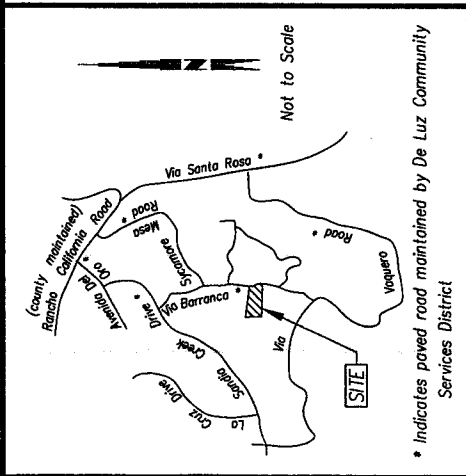 (county maintained)
Rancho California Road
Avenida Del Oro *
Sycamore Mesa Road *
Via Santa Rosa *
Via Barranca *
Sandia Creek Drive *
La Cruz Drive
Via Vaquero Road *
SITE
N
Not to Scale
* Indicates paved road maintained by De Luz Community
Services District